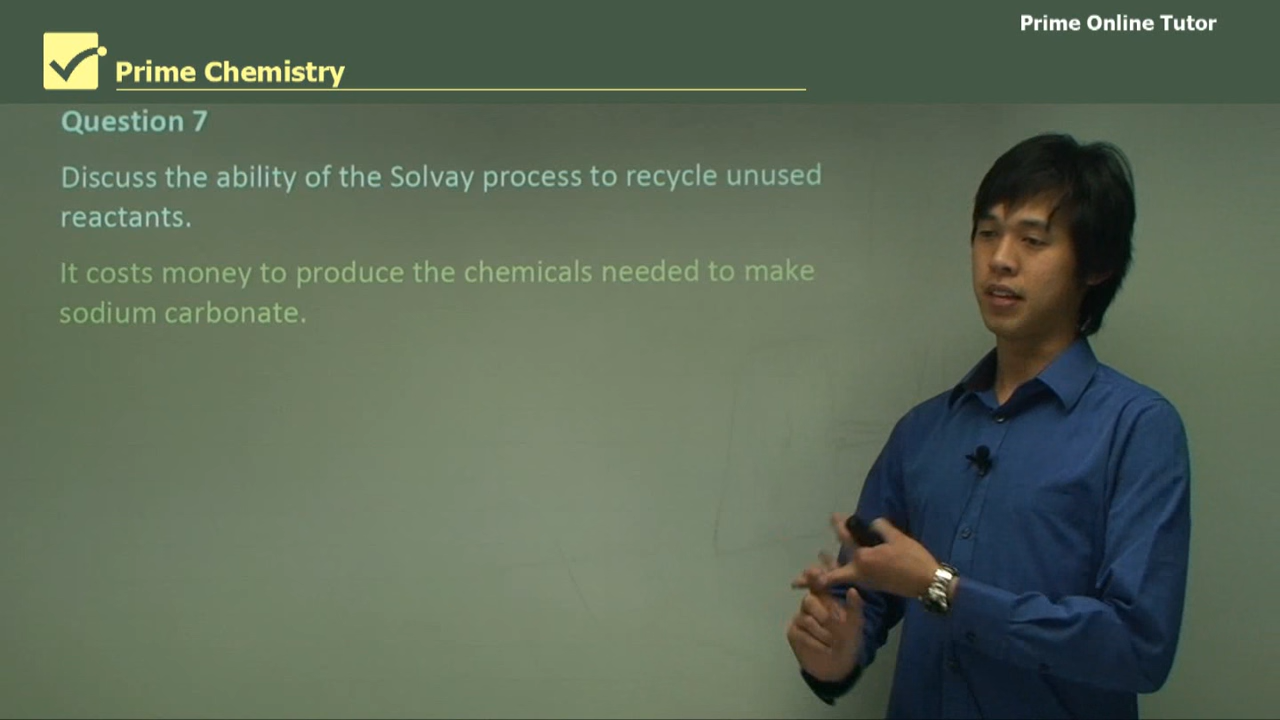 Prime Online Tutor
Prime Chemistry
Question 7
Discuss the ability of the Solvay process to recycle unused
reactants.
It costs money to produce the chemicals needed to make
sodium carbonate.